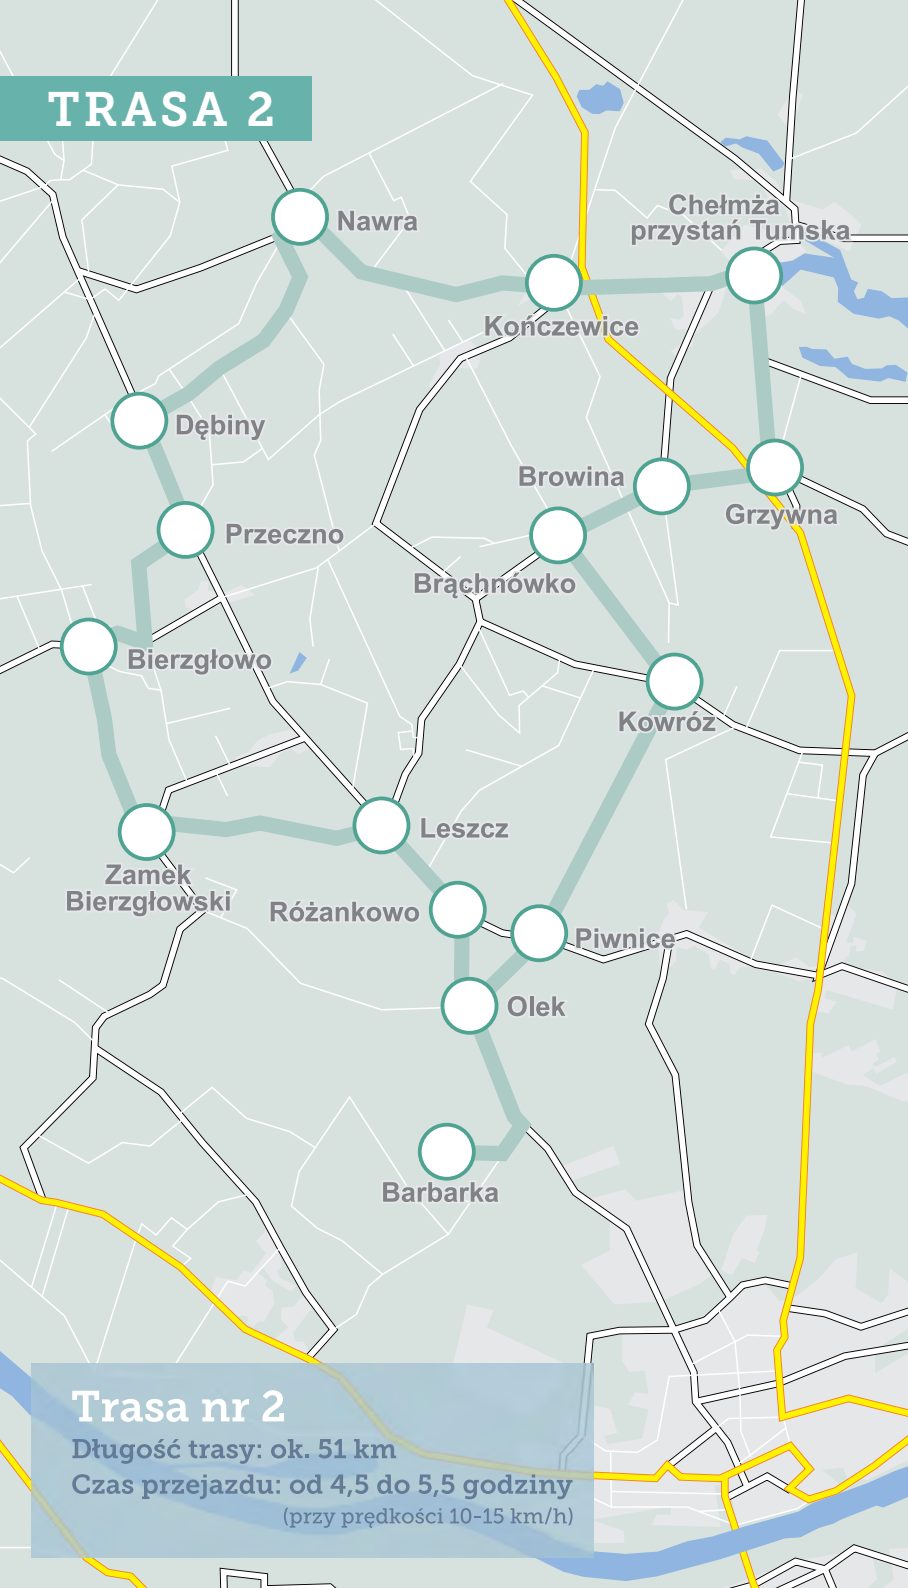 TRASA 2
Nawra
Chełmża
przystań Tumska
Kończewice
Dębiny
Browina
Grzywna
Przeczno
Brąchnówko
Bierzgłowo
Kowróz
Leszcz
Zamek
Bierzgłowski
Różankowo
Piwnice
Olek
Barbarka
Trasa nr 2
Długość trasy: ok. 51 km
Czas przejazdu: od 4,5 do 5,5 godziny
(przy prędkości 10-15 km/h)